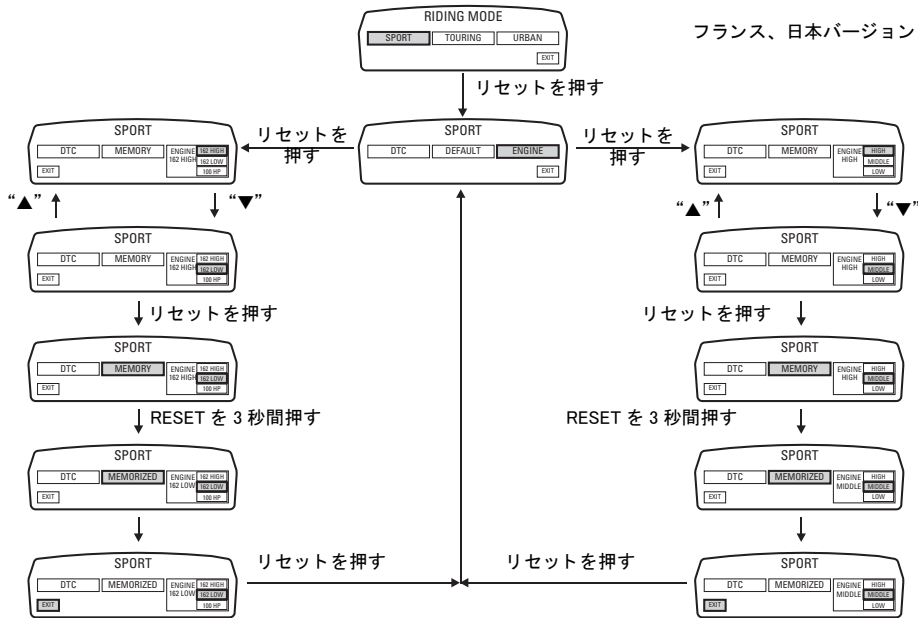 RIDING MODE
SPORT TOURING URBAN
EXIT
フランス、日本バージョン
リセットを押す
SPORT
DTC MEMORY ENGINE 162 HIGH
162 HIGH
162 LOW
100 HP
EXIT
リセットを
押す
SPORT
DTC DEFAULT ENGINE
EXIT
リセットを
押す
SPORT
DTC MEMORY ENGINE HIGH
HIGH
MIDDLE
LOW
EXIT
“▲” “▼”
“▲” “▼”
SPORT
DTC MEMORY ENGINE 162 HIGH
162 HIGH
162 LOW
100 HP
EXIT
SPORT
DTC MEMORY ENGINE HIGH
HIGH
MIDDLE
LOW
EXIT
リセットを押す
リセットを押す
SPORT
DTC MEMORY ENGINE 162 HIGH
162 HIGH
162 LOW
100 HP
EXIT
SPORT
DTC MEMORY ENGINE HIGH
HIGH
MIDDLE
LOW
EXIT
RESET を 3 秒間押す
RESET を 3 秒間押す
SPORT
DTC MEMORIZED ENGINE 162 LOW
162 HIGH
162 LOW
100 HP
EXIT
SPORT
DTC MEMORIZED ENGINE MIDDLE
HIGH
MIDDLE
LOW
EXIT
SPORT
DTC MEMORIZED ENGINE 162 LOW
162 HIGH
162 LOW
100 HP
EXIT
リセットを押す
リセットを押す
SPORT
DTC MEMORIZED ENGINE MIDDLE
HIGH
MIDDLE
LOW
EXIT